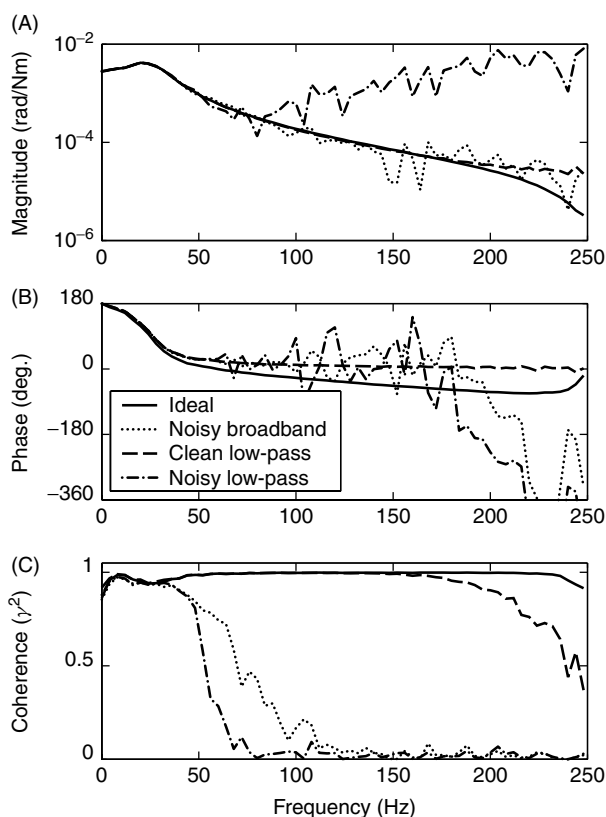 (A)
10⁻²
10⁻⁴
10⁻⁶
Magnitude (rad/Nm)
0 50 100 150 200 250
(B)
180
0
−180
−360
Phase (deg.)
Ideal
Noisy broadband
Clean low-pass
Noisy low-pass
0 50 100 150 200 250
(C)
1
0.5
0
Coherence (γ²)
0 50 100 150 200 250
Frequency (Hz)